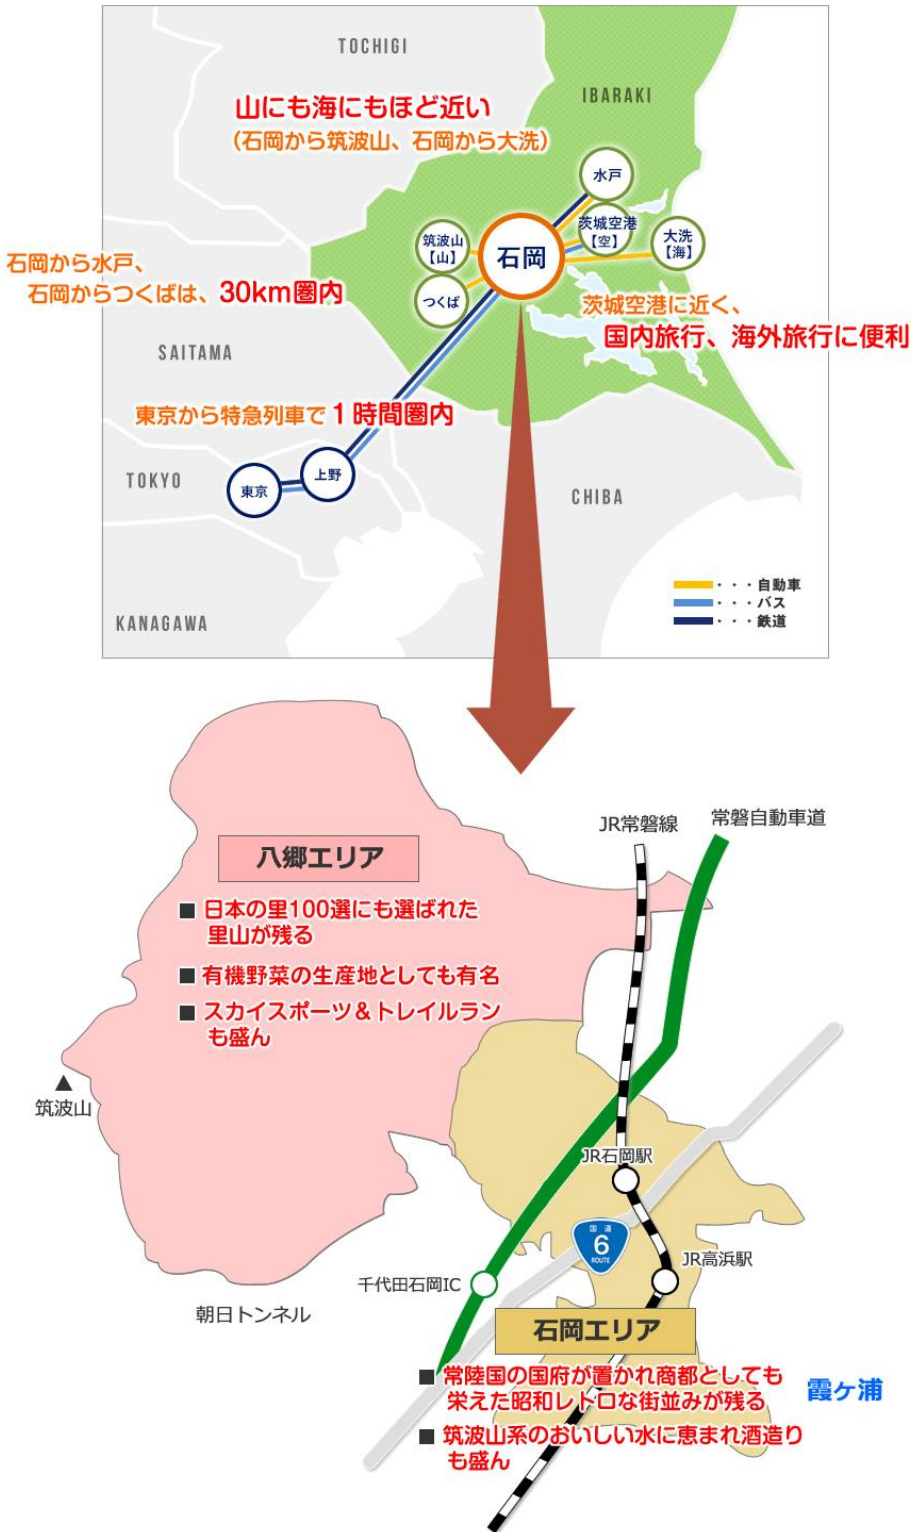 TOCHIGI
IBARAKI
山にも海にもほど近い
（石岡から筑波山、石岡から大洗）
水戸
茨城空港
【空】
大洗
【海】
筑波山
【山】
石岡
つくば
石岡から水戸、
石岡からつくばは、30km圏内
茨城空港に近く、
国内旅行、海外旅行に便利
SAITAMA
東京から特急列車で１時間圏内
上野
東京
TOKYO
CHIBA
KANAGAWA
・・・自動車
・・・バス
・・・鉄道
JR常磐線
常磐自動車道
八郷エリア
■ 日本の里100選にも選ばれた
里山が残る
■ 有機野菜の生産地としても有名
■ スカイスポーツ＆トレイルラン
も盛ん
▲
筑波山
JR石岡駅
国道
6
ROUTE
JR高浜駅
千代田石岡IC
朝日トンネル
石岡エリア
■ 常陸国の国府が置かれ商都としても
栄えた昭和レトロな街並みが残る
霞ヶ浦
■ 筑波山系のおいしい水に恵まれ酒造り
も盛ん